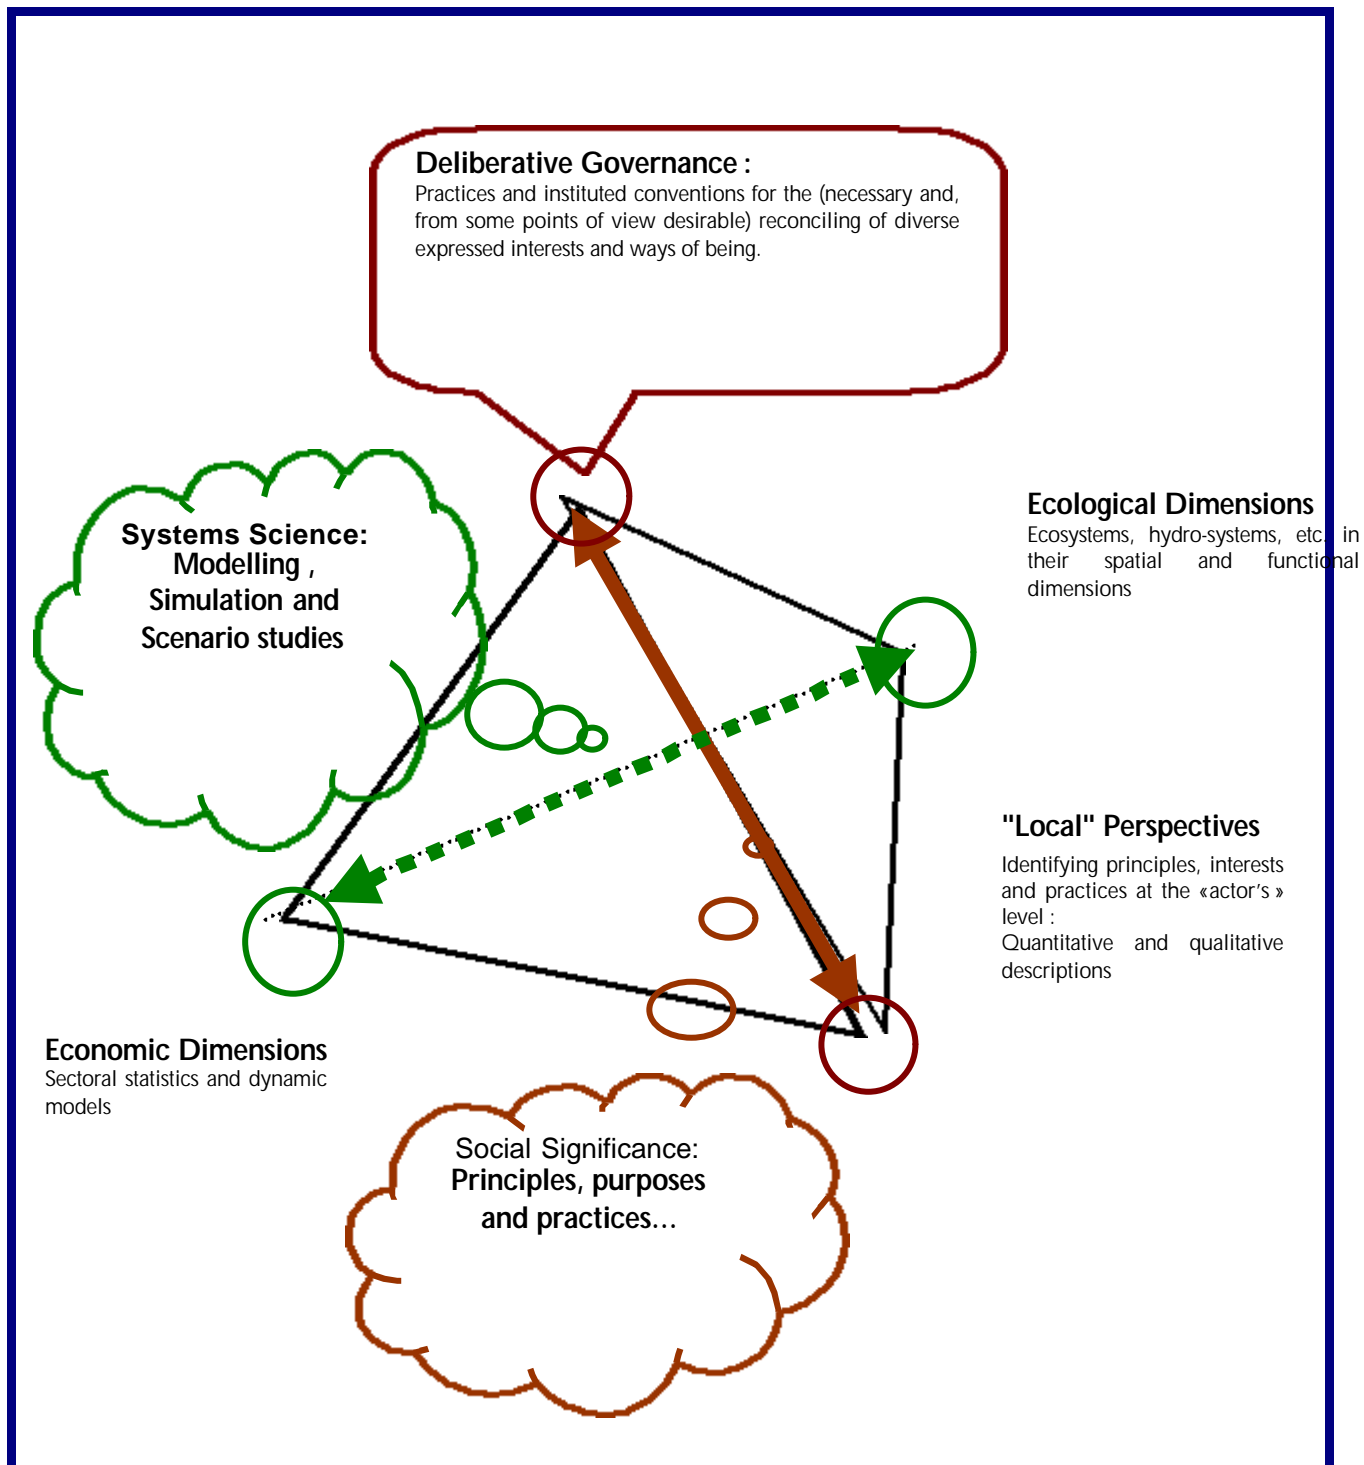 Deliberative Governance :
Practices and instituted conventions for the (necessary and,
from some points of view desirable) reconciling of diverse
expressed interests and ways of being.
Systems Science:
Modelling ,
Simulation and
Scenario studies
Ecological Dimensions
Ecosystems, hydro-systems, etc. in
their spatial and functional
dimensions
"Local" Perspectives
Identifying principles, interests
and practices at the «actor's »
level :
Quantitative and qualitative
descriptions
Economic Dimensions
Sectoral statistics and dynamic
models
Social Significance:
Principles, purposes
and practices...